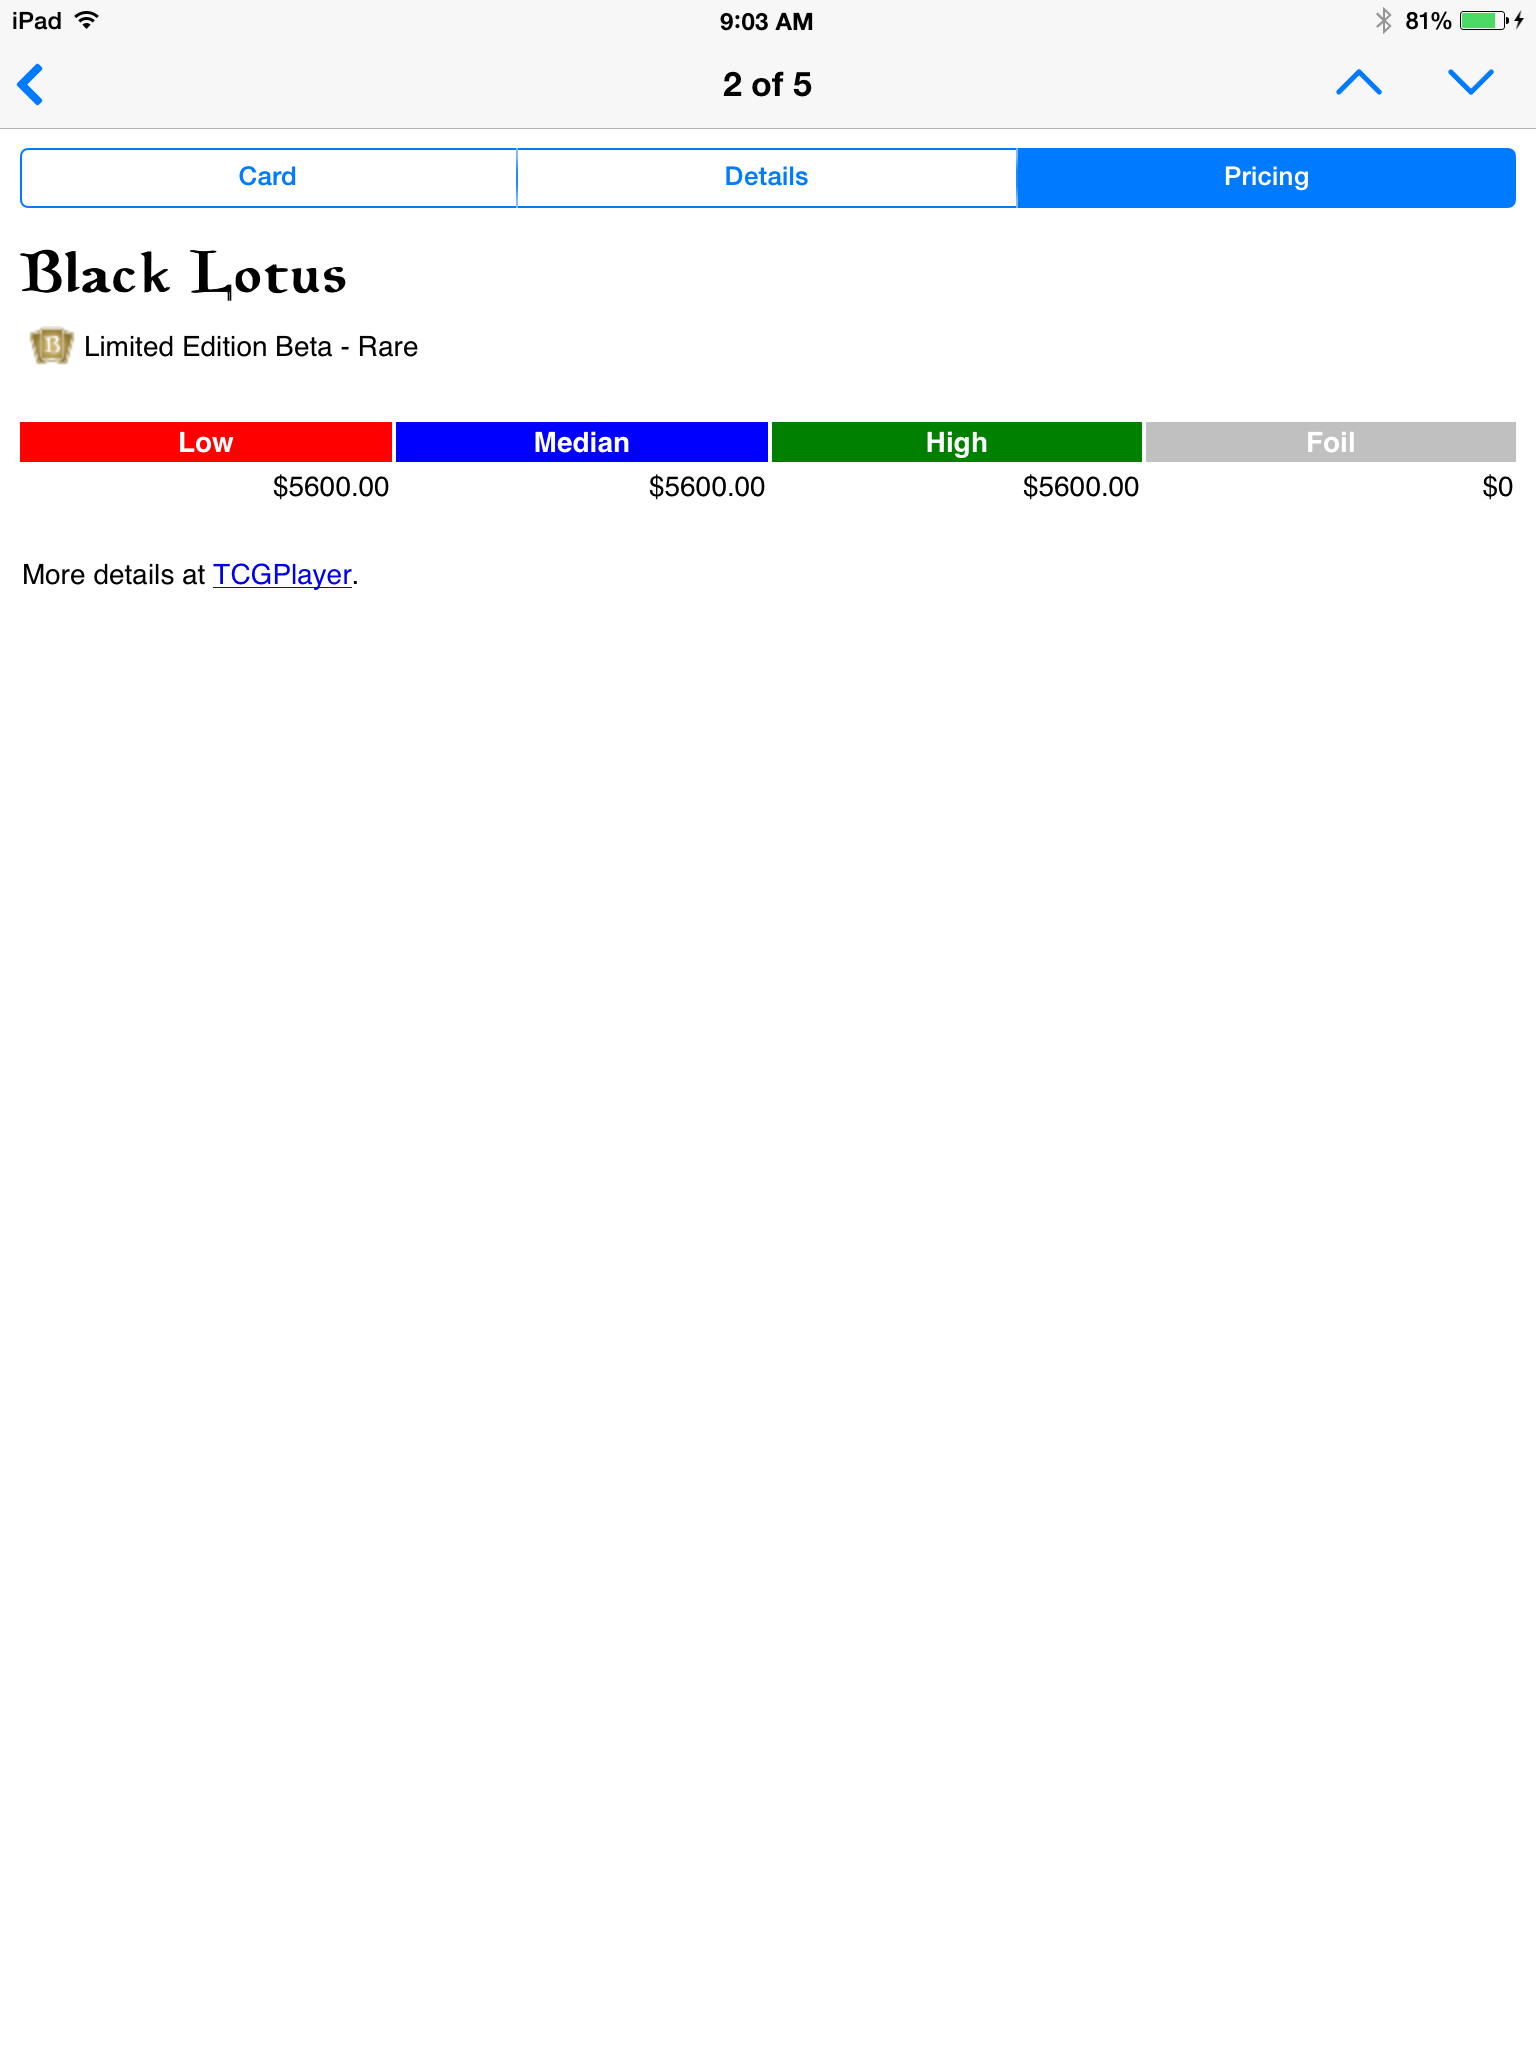 iPad 9:03 AM 81%
2 of 5
Card Details Pricing
Black Lotus
B Limited Edition Beta - Rare
Low Median High Foil
$5600.00 $5600.00 $5600.00 $0
More details at TCGPlayer.